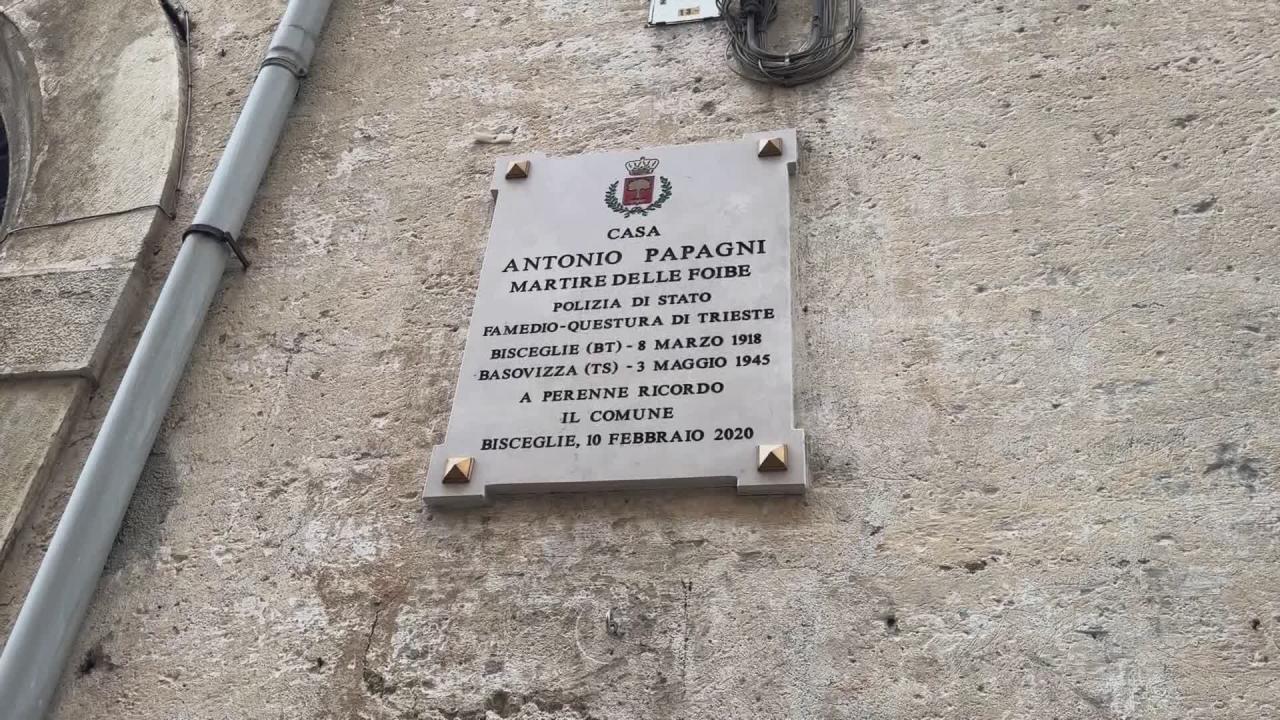 13
CASA
ANTONIO PAPAGNI
MARTIRE DELLE FOIBE
POLIZIA DI STATO
FAMEDIO-QUESTURA DI TRIESTE
BISCEGLIE (BT) - 8 MARZO 1918
BASOVIZZA (TS) - 3 MAGGIO 1945
A PERENNE RICORDO
IL COMUNE
BISCEGLIE, 10 FEBBRAIO 2020